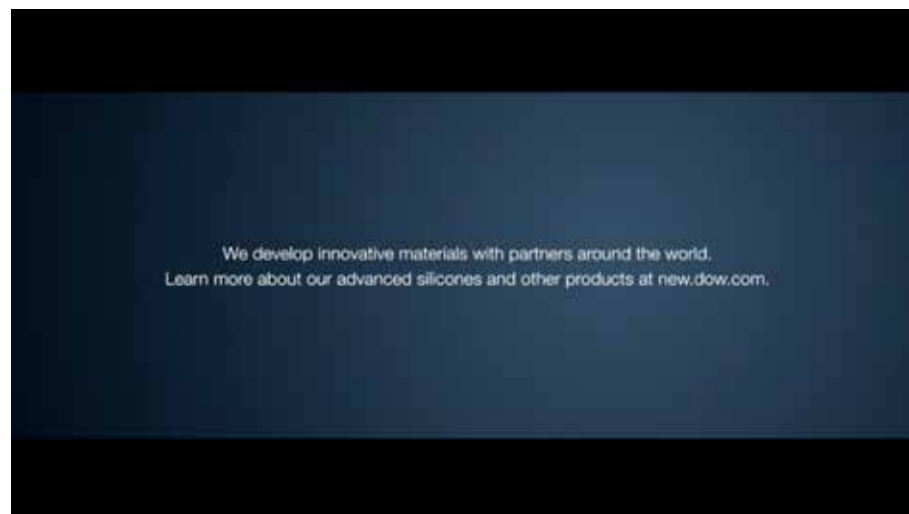 We develop innovative materials with partners around the world.
Learn more about our advanced silicones and other products at new.dow.com.